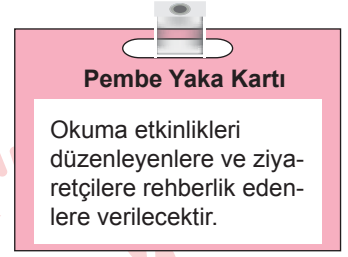 Pembe Yaka Kartı
Okuma etkinlikleri
düzenleyenlere ve ziya-
retçilere rehberlik eden-
lere verilecektir.